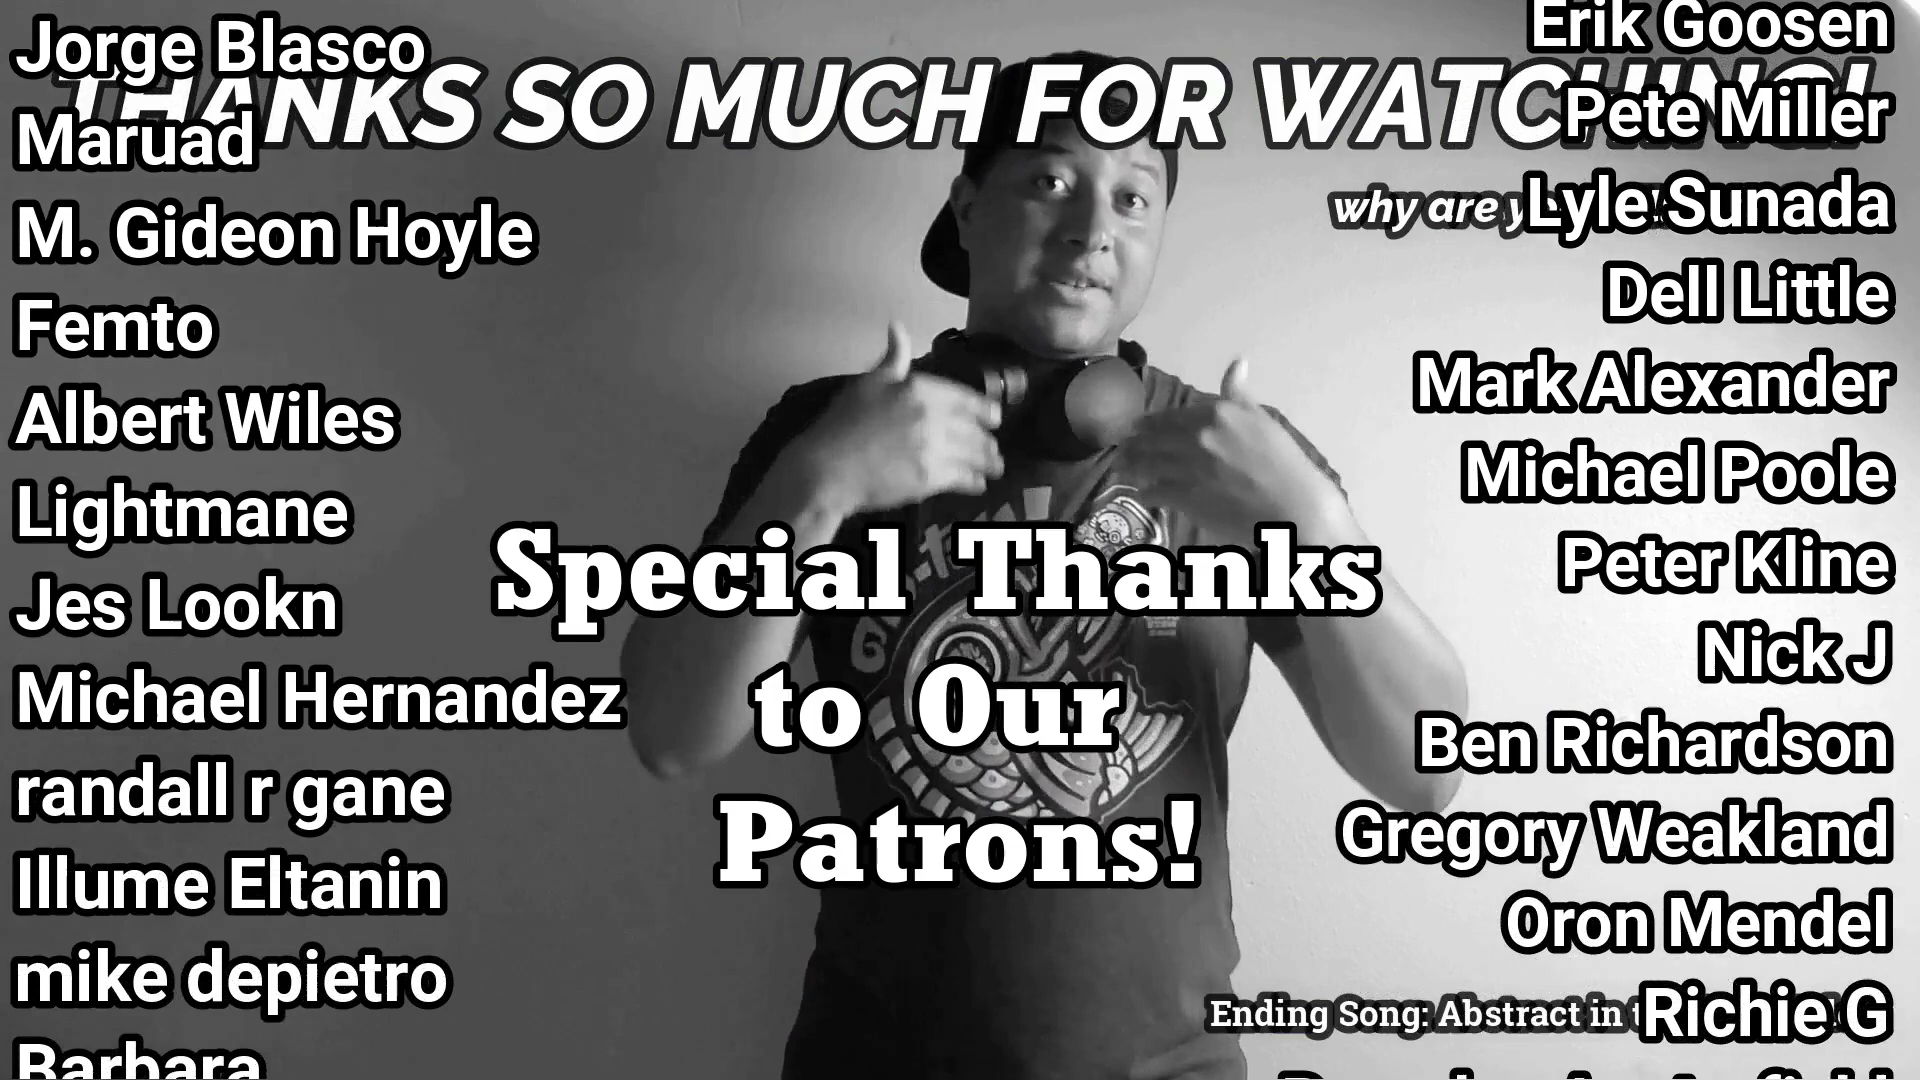 THANKS SO MUCH FOR WATCHING!
why are
Jorge Blasco
Maruad
M. Gideon Hoyle
Femto
Albert Wiles
Lightmane
Jes Lookn
Michael Hernandez
randall r gane
Illume Eltanin
mike depietro
Barbara
Special Thanks
to Our
Patrons!
Erik Goosen
Pete Miller
Lyle Sunada
Dell Little
Mark Alexander
Michael Poole
Peter Kline
Nick J
Ben Richardson
Gregory Weakland
Oron Mendel
Richie G
Ending Song: Abstract in